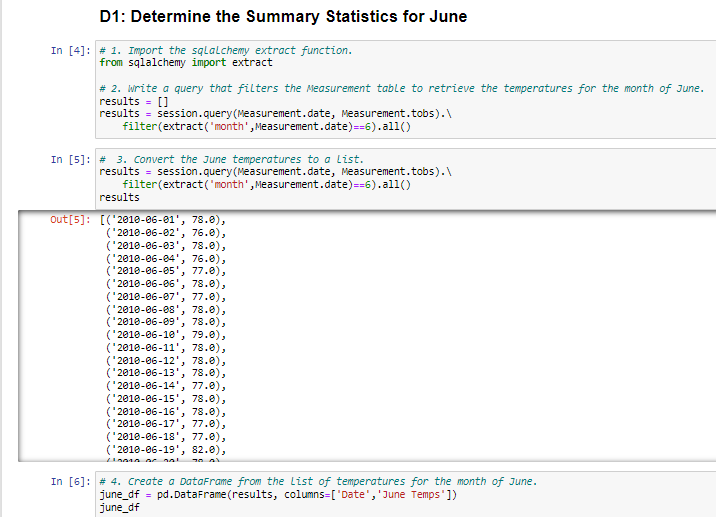 D1: Determine the Summary Statistics for June
In [4]: # 1. Import the sqlalchemy extract function.
from sqlalchemy import extract
# 2. Write a query that filters the Measurement table to retrieve the temperatures for the month of June.
results = []
results = session.query(Measurement.date, Measurement.tobs).\
filter(extract('month',Measurement.date)==6).all()
In [5]: #  3. Convert the June temperatures to a list.
results = session.query(Measurement.date, Measurement.tobs).\
filter(extract('month',Measurement.date)==6).all()
results
Out[5]: [('2010-06-01', 78.0),
('2010-06-02', 76.0),
('2010-06-03', 78.0),
('2010-06-04', 76.0),
('2010-06-05', 77.0),
('2010-06-06', 78.0),
('2010-06-07', 77.0),
('2010-06-08', 78.0),
('2010-06-09', 78.0),
('2010-06-10', 79.0),
('2010-06-11', 78.0),
('2010-06-12', 78.0),
('2010-06-13', 78.0),
('2010-06-14', 77.0),
('2010-06-15', 78.0),
('2010-06-16', 78.0),
('2010-06-17', 77.0),
('2010-06-18', 77.0),
('2010-06-19', 82.0),
In [6]: # 4. Create a DataFrame from the list of temperatures for the month of June.
june_df = pd.DataFrame(results, columns=['Date','June Temps'])
june_df